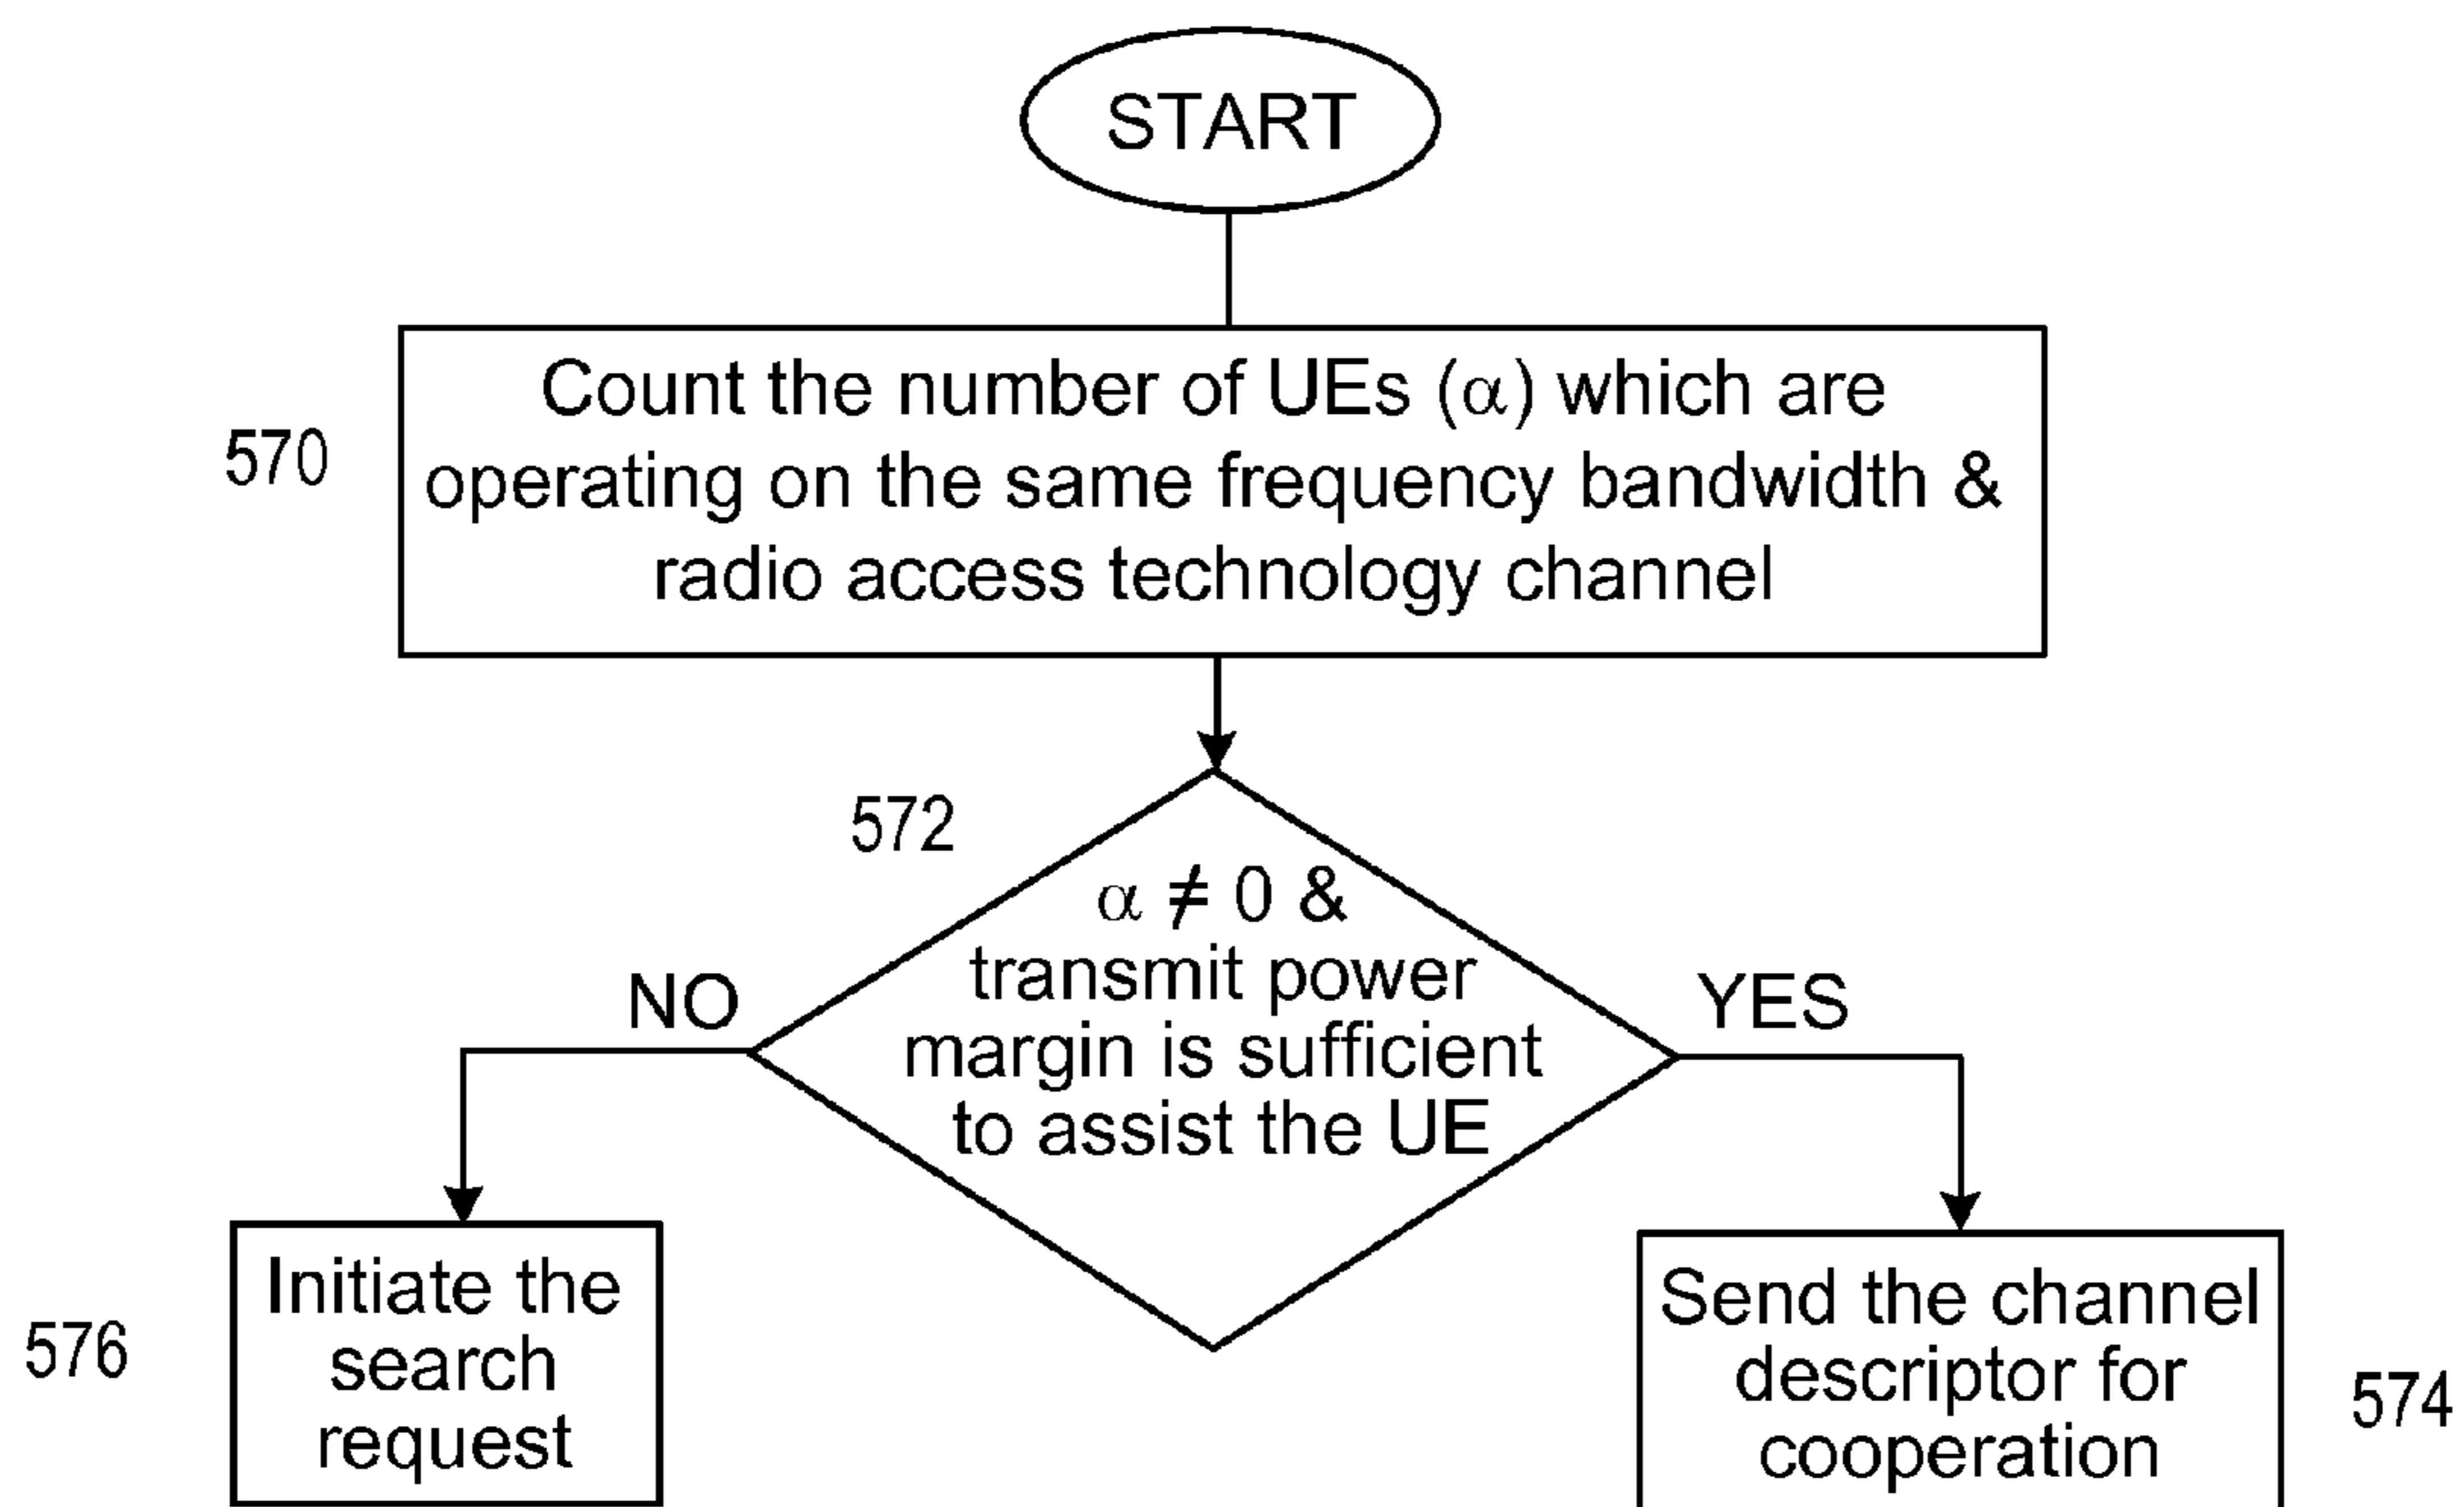 START
570
Count the number of UEs (α) which are
operating on the same frequency bandwidth &
radio access technology channel
572
α ≠ 0 &
transmit power
margin is sufficient
to assist the UE
NO
YES
576
Initiate the
search
request
Send the channel
descriptor for
cooperation
574